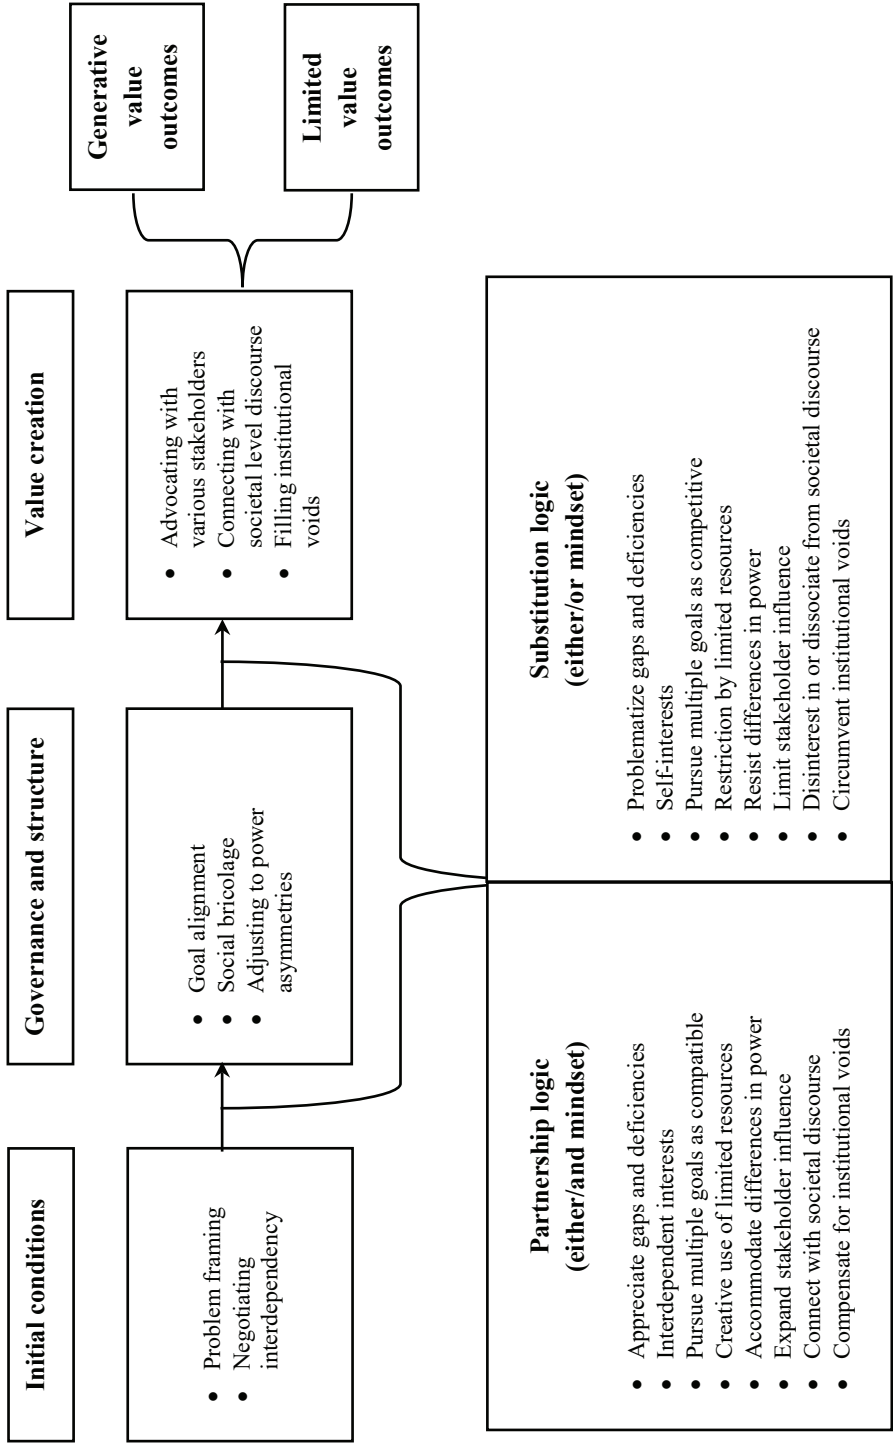 Initial conditions
Governance and structure
Value creation
• Problem framing
• Negotiating
interdependency
• Goal alignment
• Social bricolage
• Adjusting to power
asymmetries
• Advocating with
various stakeholders
• Connecting with
societal level discourse
• Filling institutional
voids
Generative
value
outcomes
Limited
value
outcomes
Partnership logic
(either/and mindset)
• Appreciate gaps and deficiencies
• Interdependent interests
• Pursue multiple goals as compatible
• Creative use of limited resources
• Accommodate differences in power
• Expand stakeholder influence
• Connect with societal discourse
• Compensate for institutional voids
Substitution logic
(either/or mindset)
• Problematize gaps and deficiencies
• Self-interests
• Pursue multiple goals as competitive
• Restriction by limited resources
• Resist differences in power
• Limit stakeholder influence
• Disinterest in or dissociate from societal discourse
• Circumvent institutional voids